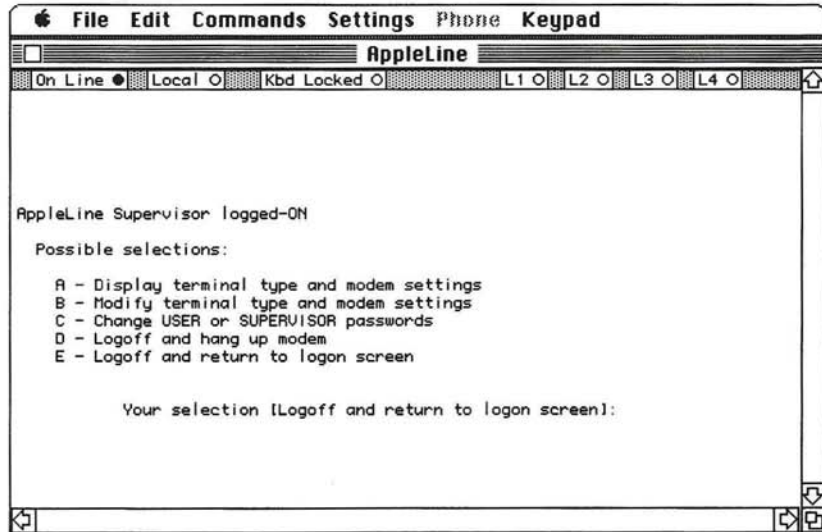 File Edit Commands Settings Phone Keypad
AppleLine
On Line Local Kbd Locked L1 L2 L3 L4
AppleLine Supervisor logged-ON
Possible selections:
A - Display terminal type and modem settings
B - Modify terminal type and modem settings
C - Change USER or SUPERVISOR passwords
D - Logoff and hang up modem
E - Logoff and return to logon screen
Your selection [Logoff and return to logon screen]: